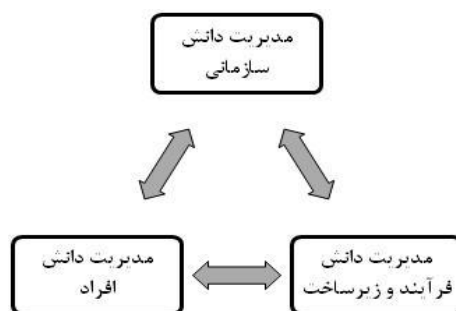 مدیریت دانش
سازمانی
مدیریت دانش
فرآیند و زیرساخت
مدیریت دانش
افراد